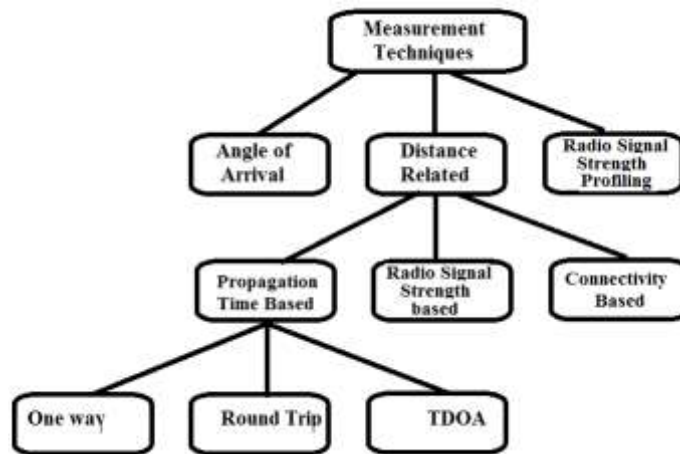 Measurement
Techniques
Angle of
Arrival
Distance
Related
Radio Signal
Strength
Profiling
Propagation
Time Based
Radio Signal
Strength
based
Connectivity
Based
One way
Round Trip
TDOA